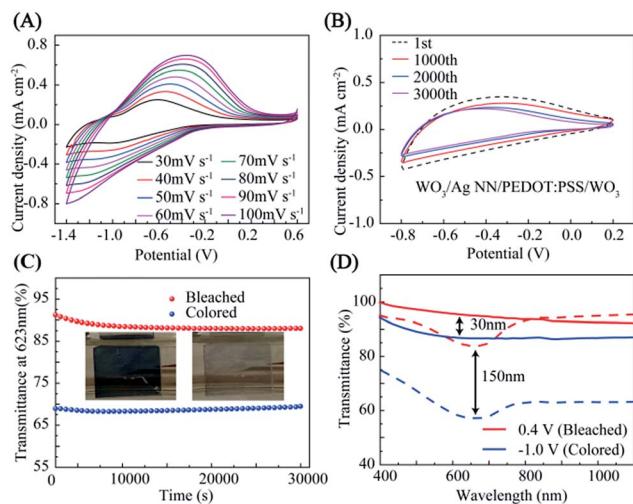 (A)
0.8
0.4
0.0
-0.4
-0.8
Current density (mA cm⁻²)
30mV s⁻¹ 70mV s⁻¹
40mV s⁻¹ 80mV s⁻¹
50mV s⁻¹ 90mV s⁻¹
60mV s⁻¹ 100mV s⁻¹
-1.4 -1.0 -0.6 -0.2 0.2 0.6
Potential (V)
(B)
1.0
0.5
0.0
-0.5
-1.0
Current density (mA cm⁻²)
1st
1000th
2000th
3000th
WO₃/Ag NN/PEDOT:PSS/WO₃
-0.8 -0.6 -0.4 -0.2 0.0 0.2
Potential (V)
(C)
95
85
75
65
55
Transmittance at 623nm(%)
Bleached
Colored
0 10000 20000 30000
Time (s)
(D)
100
80
60
40
Transmittance (%)
30nm
150nm
0.4 V (Bleached)
-1.0 V (Colored)
400 600 800 1000
Wavelength (nm)